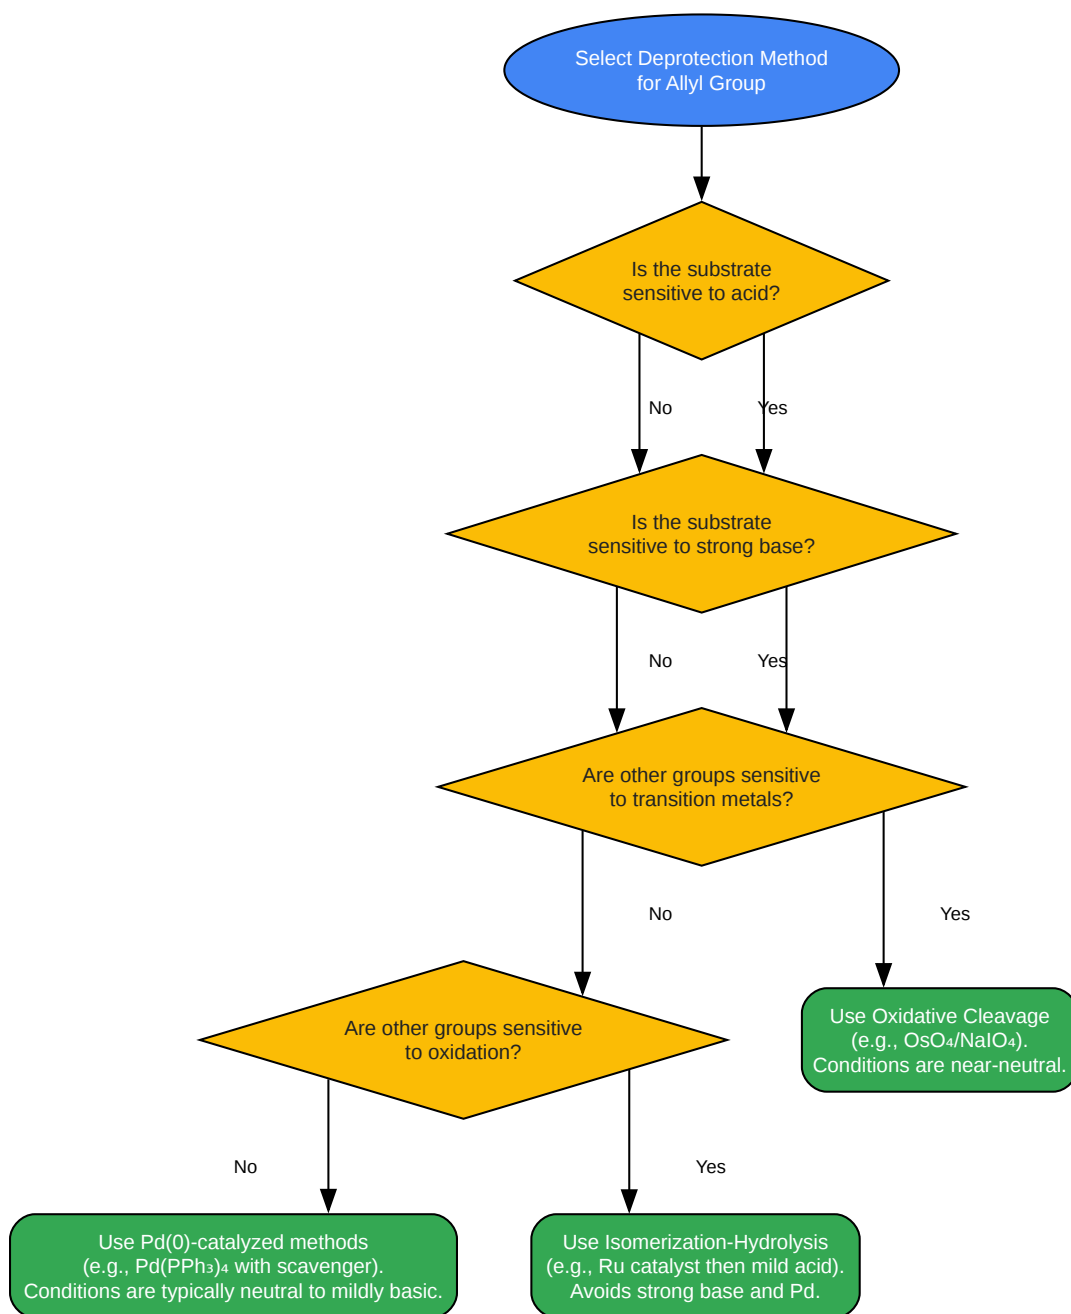 Select Deprotection Method
for Allyl Group
Is the substrate
sensitive to acid?
No
Yes
Is the substrate
sensitive to strong base?
No
Yes
Are other groups sensitive
to transition metals?
No
Yes
Are other groups sensitive
to oxidation?
Use Oxidative Cleavage
(e.g., OsO₄/NaIO₄).
Conditions are near-neutral.
No
Yes
Use Pd(0)-catalyzed methods
(e.g., Pd(PPh₃)₄ with scavenger).
Conditions are typically neutral to mildly basic.
Use Isomerization-Hydrolysis
(e.g., Ru catalyst then mild acid).
Avoids strong base and Pd.